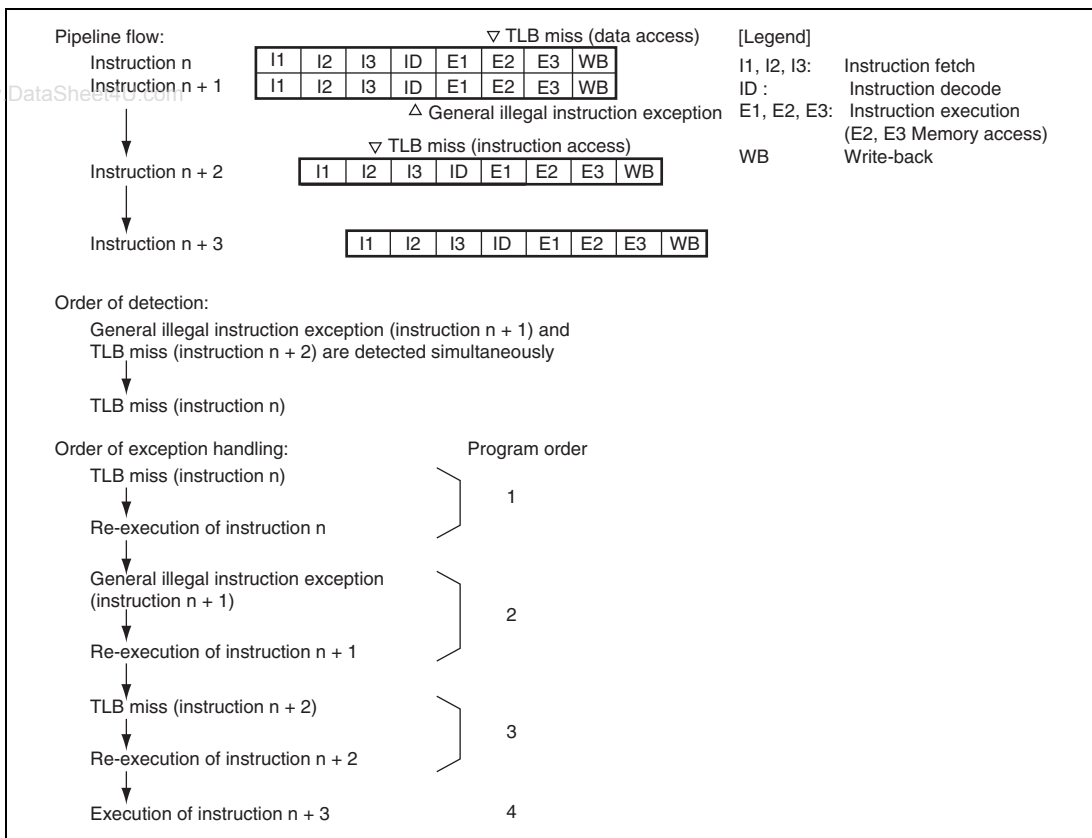 Pipeline flow:
▽ TLB miss (data access)
Instruction n
I1 I2 I3 ID E1 E2 E3 WB
Instruction n + 1
I1 I2 I3 ID E1 E2 E3 WB
DataSheet4U.com
△ General illegal instruction exception
▽ TLB miss (instruction access)
Instruction n + 2
I1 I2 I3 ID E1 E2 E3 WB
Instruction n + 3
I1 I2 I3 ID E1 E2 E3 WB
[Legend]
I1, I2, I3: Instruction fetch
ID : Instruction decode
E1, E2, E3: Instruction execution
(E2, E3 Memory access)
WB Write-back
Order of detection:
General illegal instruction exception (instruction n + 1) and
TLB miss (instruction n + 2) are detected simultaneously
TLB miss (instruction n)
Order of exception handling:
Program order
TLB miss (instruction n)
1
Re-execution of instruction n
General illegal instruction exception
(instruction n + 1)
2
Re-execution of instruction n + 1
TLB miss (instruction n + 2)
3
Re-execution of instruction n + 2
Execution of instruction n + 3
4